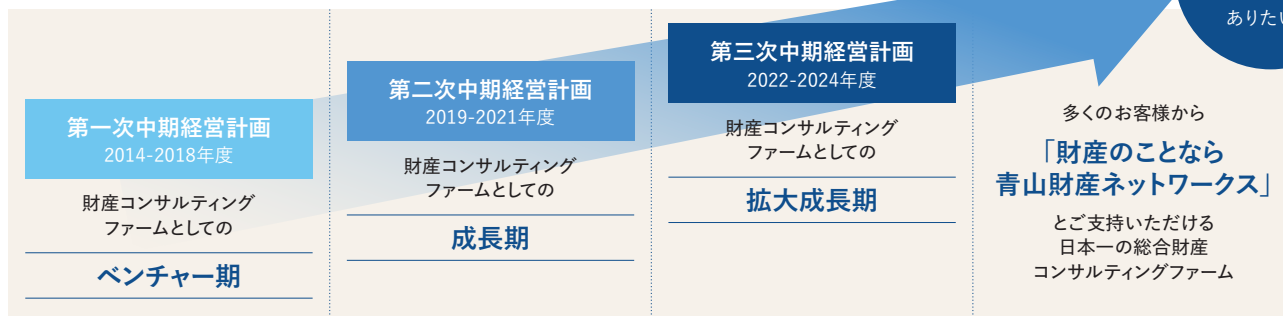 第一次中期経営計画
2014-2018年度
財産コンサルティング
ファームとしての
ベンチャー期
第二次中期経営計画
2019-2021年度
財産コンサルティング
ファームとしての
成長期
第三次中期経営計画
2022-2024年度
財産コンサルティング
ファームとしての
拡大成長期
ありたい
多くのお客様から
「財産のことなら
青山財産ネットワークス」
とご支持いただける
日本一の総合財産
コンサルティングファーム